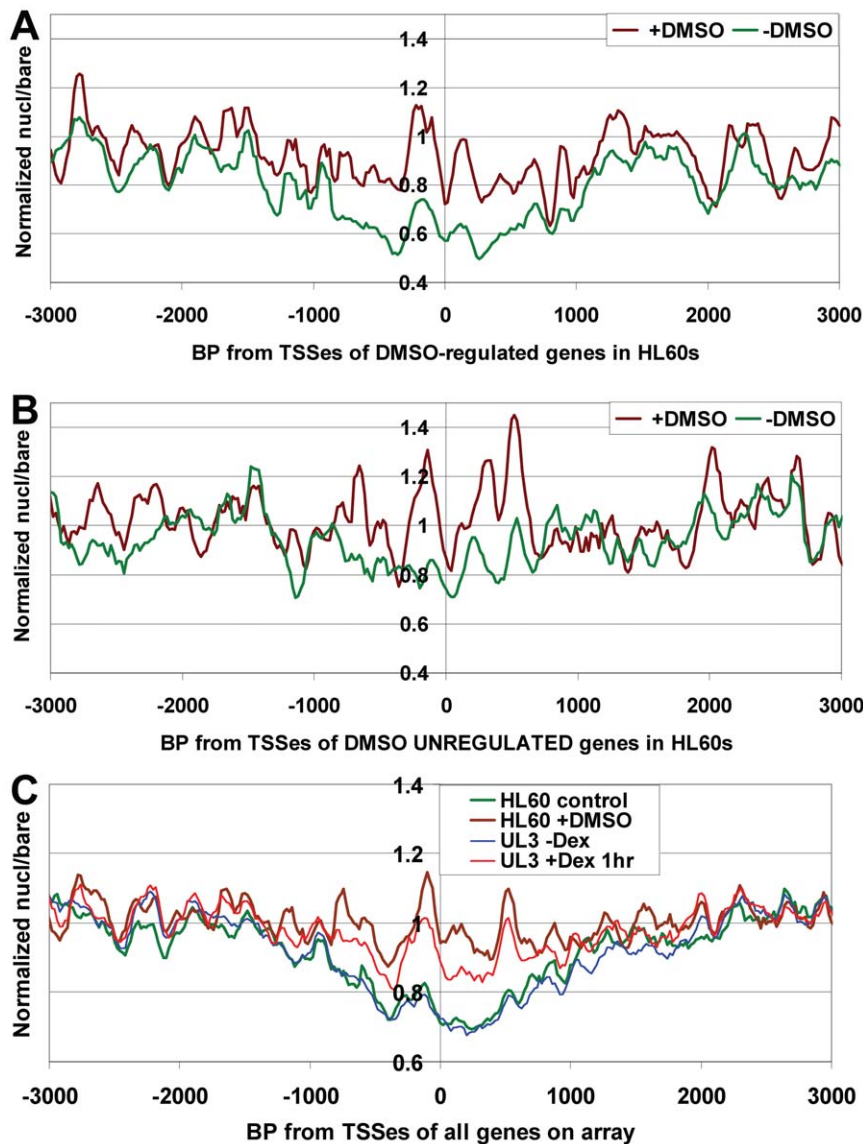 A
Normalized nucl/bare
+DMSO -DMSO
1.4
1.2
1
0.8
0.6
0.4
-3000 -2000 -1000 0 1000 2000 3000
BP from TSSes of DMSO-regulated genes in HL60s
B
Normalized nucl/bare
+DMSO -DMSO
1.4
1.2
1
0.8
0.6
0.4
-3000 -2000 -1000 0 1000 2000 3000
BP from TSSes of DMSO UNREGULATED genes in HL60s
C
Normalized nucl/bare
HL60 control
HL60 +DMSO
UL3 -Dex
UL3 +Dex 1hr
1.4
1.2
1
0.8
0.6
-3000 -2000 -1000 0 1000 2000 3000
BP from TSSes of all genes on array